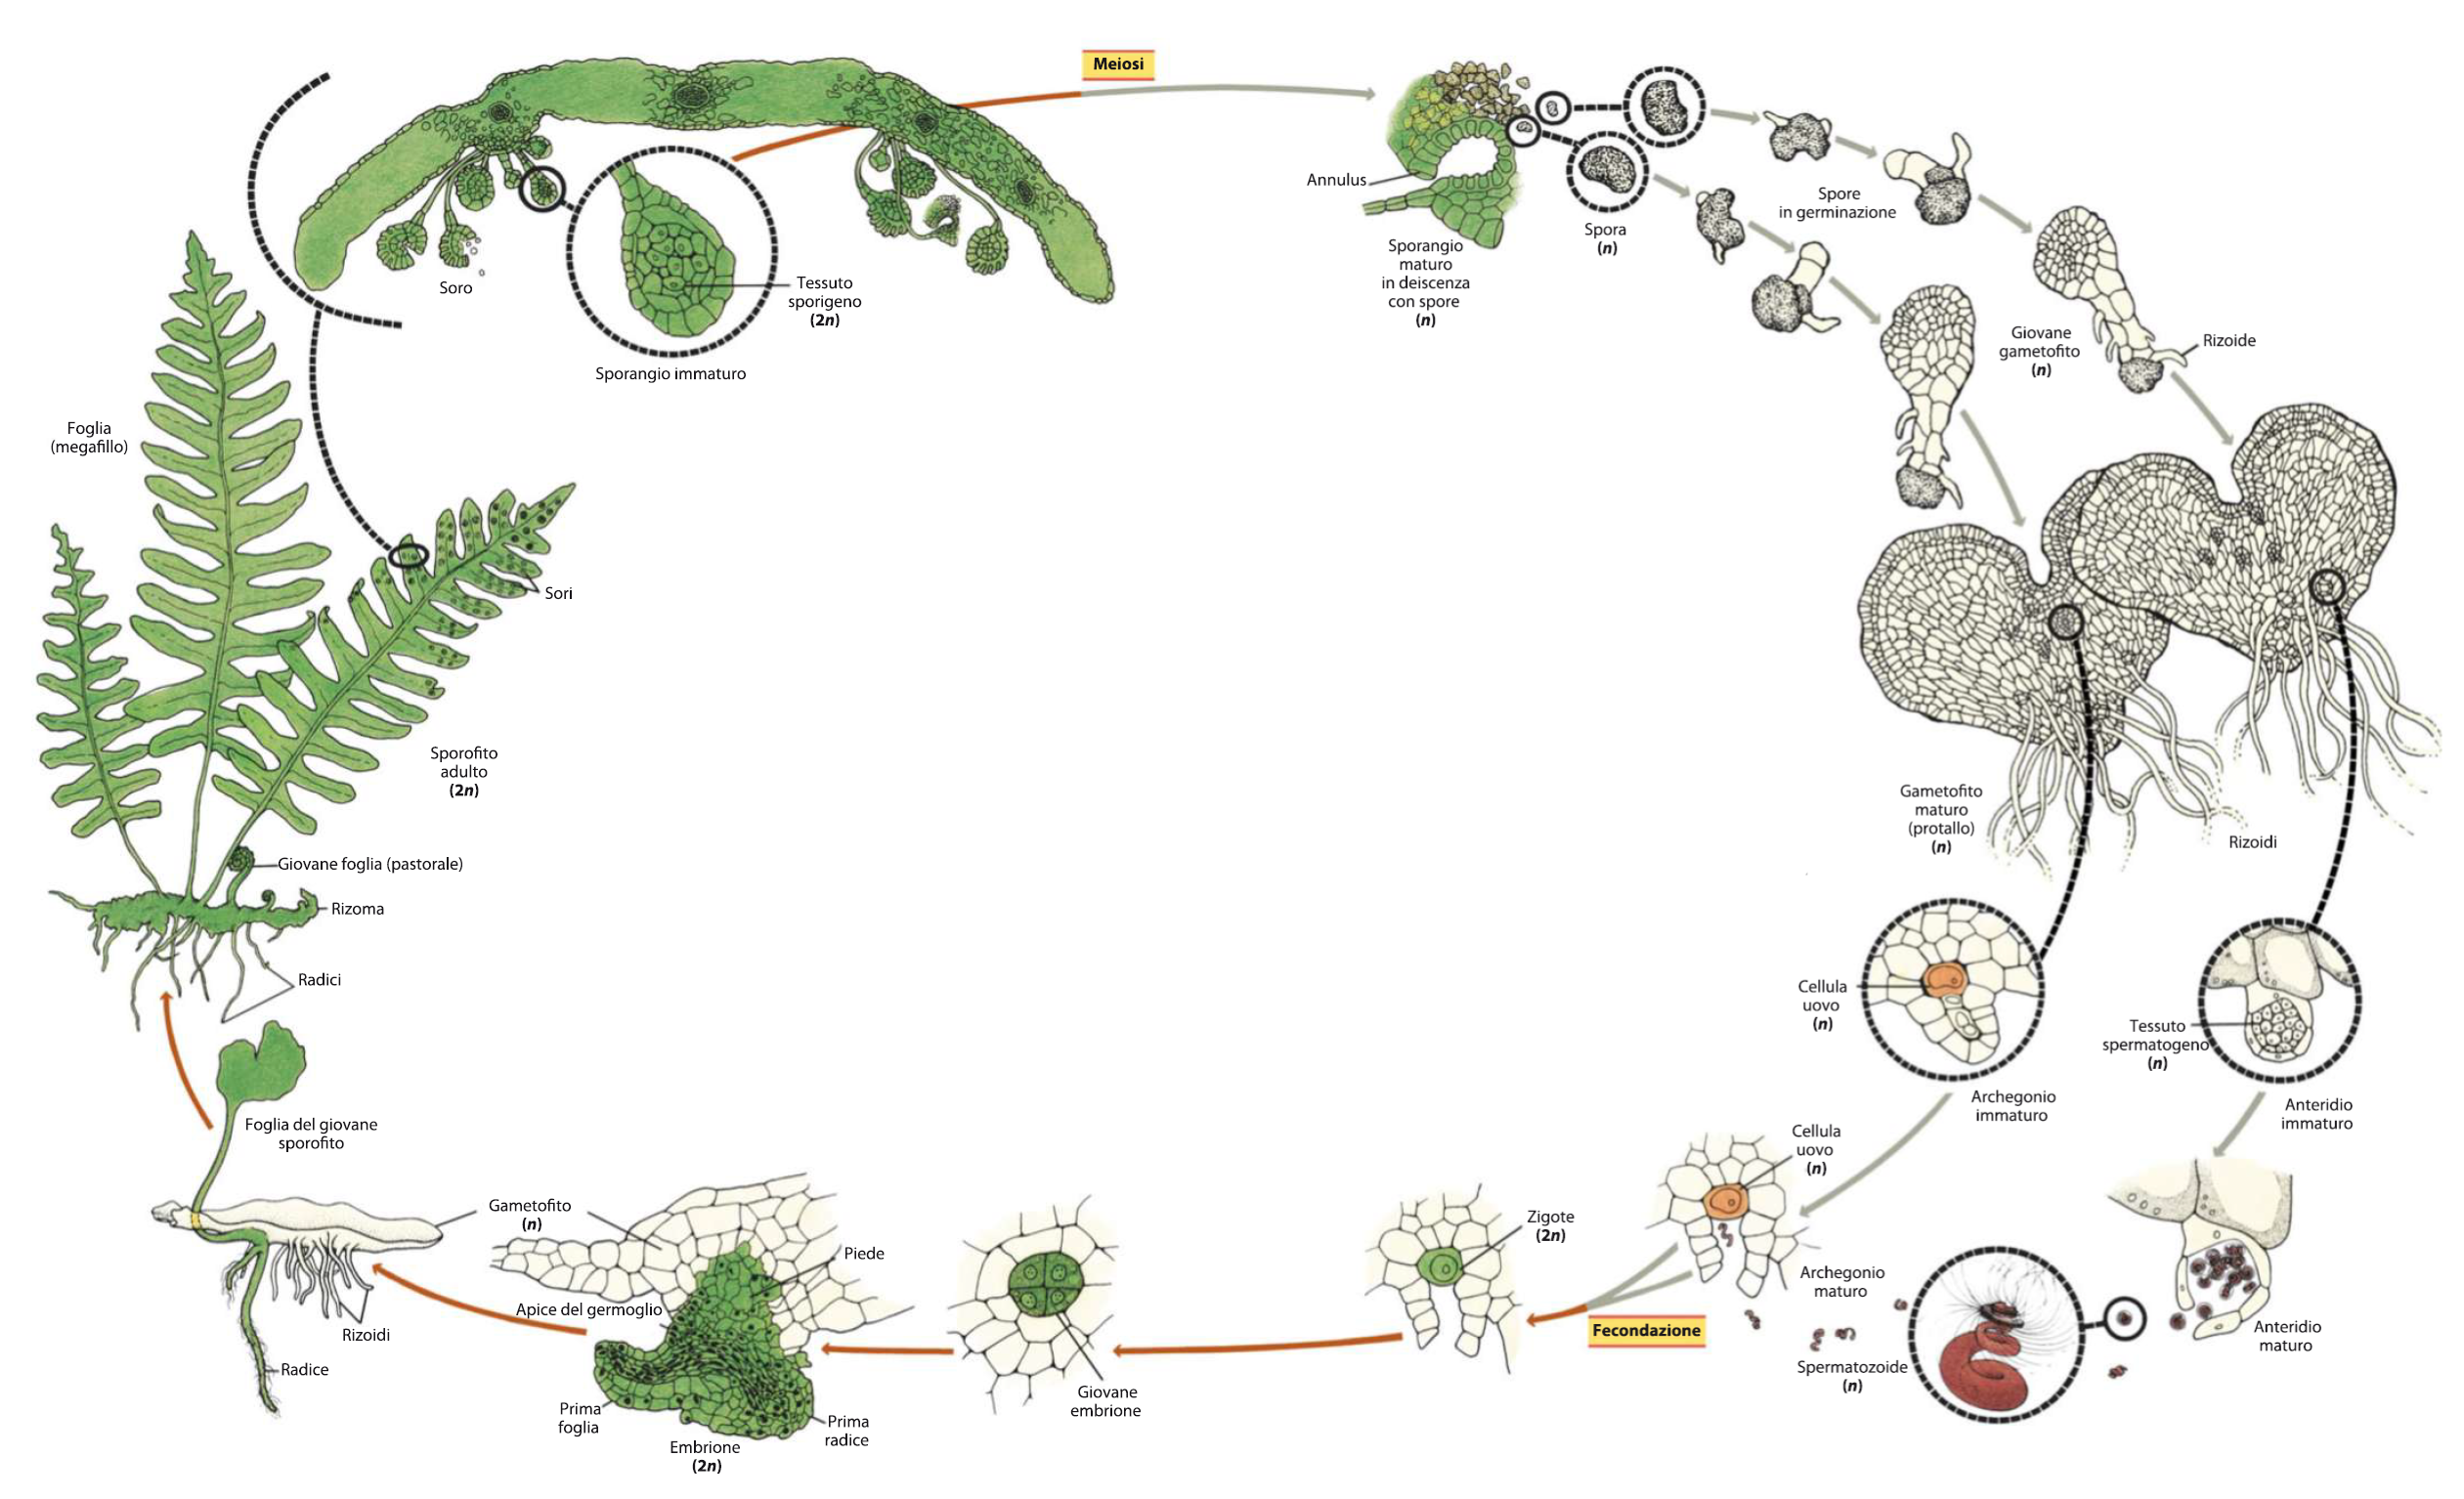 Meiosi
Annulus
Sporangio
maturo
in deiscenza
con spore
(n)
Spora
(n)
Spore
in germinazione
Giovane
gametofito
(n)
Rizoide
Soro
Tessuto
sporigeno
(2n)
Sporangio immaturo
Foglia
(megafillo)
Sori
Sporofito
adulto
(2n)
Giovane foglia (pastorale)
Rizoma
Radici
Gametofito
maturo
(protallo)
(n)
Rizoidi
Cellula
uovo
(n)
Archegonio
immaturo
Tessuto
spermatogeno
(n)
Anteridio
immaturo
Foglia del giovane
sporofito
Gametofito
(n)
Rizoidi
Radice
Piede
Apice del germoglio
Prima
foglia
Prima
radice
Embrione
(2n)
Giovane
embrione
Zigote
(2n)
Fecondazione
Cellula
uovo
(n)
Archegonio
maturo
Spermatozoide
(n)
Anteridio
maturo